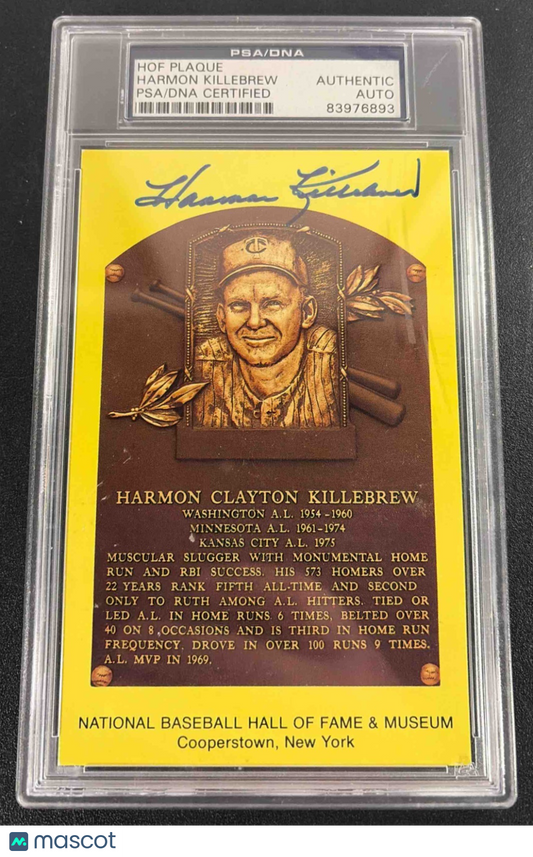 PSA/DNA
HOF PLAQUE
HARMON KILLEBREW AUTHENTIC
PSA/DNA CERTIFIED AUTO
83976893
Harmon Killebrew
TC
HARMON CLAYTON KILLEBREW
WASHINGTON A.L. 1954-1960
MINNESOTA A.L. 1961-1974
KANSAS CITY A.L. 1975
MUSCULAR SLUGGER WITH MONUMENTAL HOME
RUN AND RBI SUCCESS. HIS 573 HOMERS OVER
22 YEARS RANK FIFTH ALL-TIME AND SECOND
ONLY TO RUTH AMONG A.L. HITTERS. TIED OR
LED A.L. IN HOME RUNS 6 TIMES, BELTED OVER
40 ON 8 OCCASIONS AND IS THIRD IN HOME RUN
FREQUENCY. DROVE IN OVER 100 RUNS 9 TIMES.
A.L. MVP IN 1969.
NATIONAL BASEBALL HALL OF FAME & MUSEUM
Cooperstown, New York
mascot